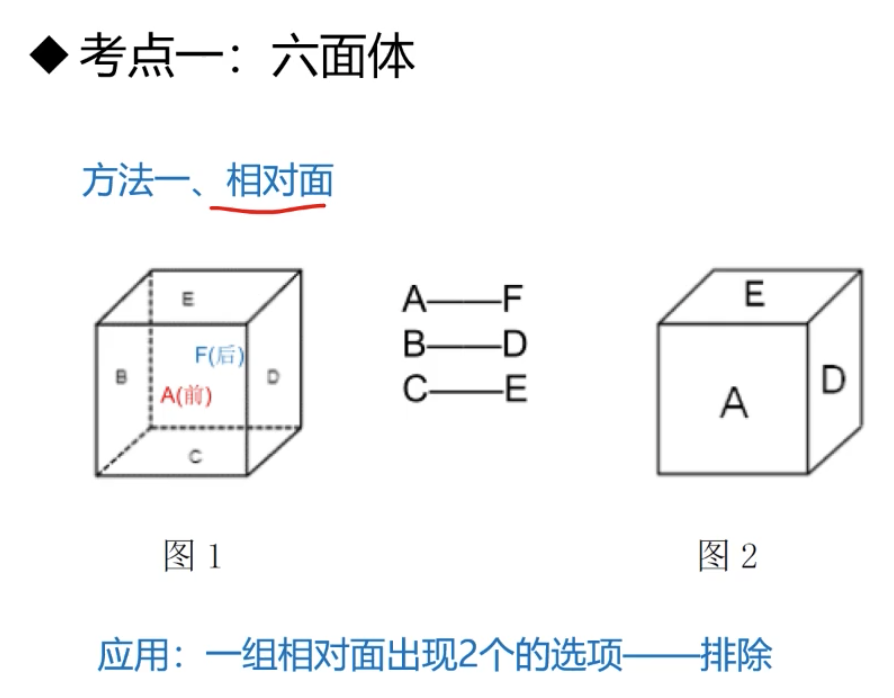 ◆考点一：六面体
方法一、相对面
E
F(后)
B
D
A(前)
C
A——F
B——D
C——E
E
D
A
图 1
图 2
应用：一组相对面出现2个的选项——排除